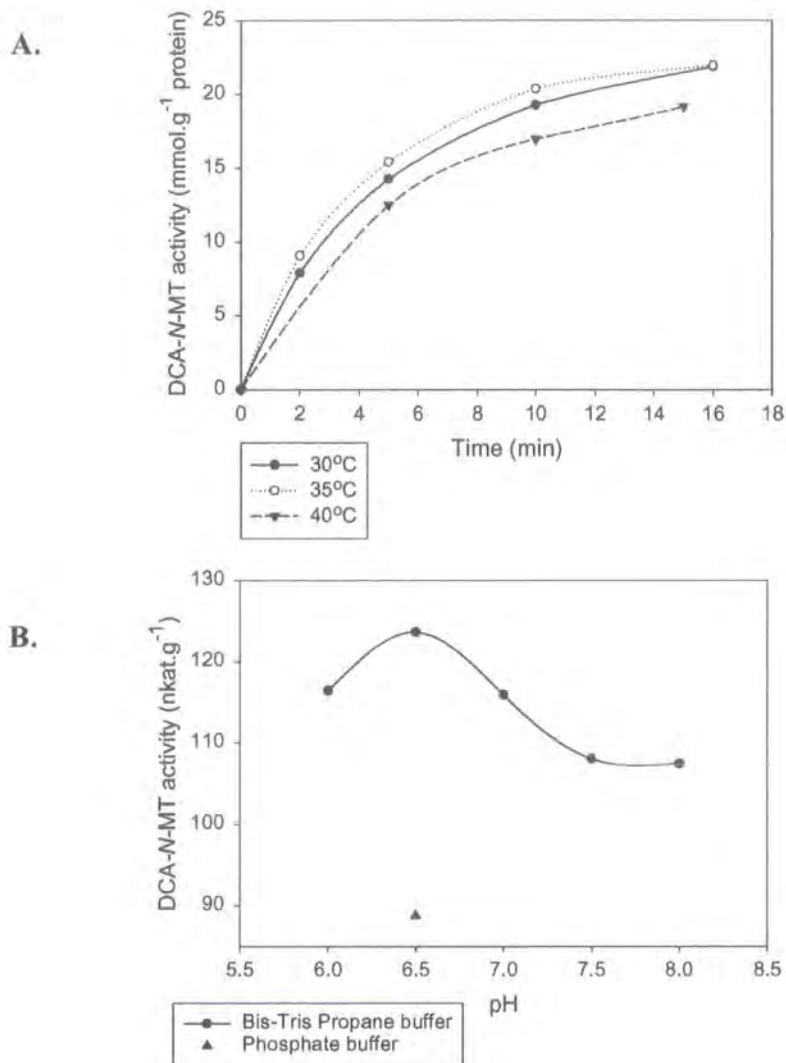 A.
DCA-N-MT activity (mmol.g⁻¹ protein)
25
20
15
10
5
0
0 2 4 6 8 10 12 14 16 18
Time (min)
30°C
35°C
40°C
B.
DCA-N-MT activity (nkat.g⁻¹)
130
120
110
100
90
5.5 6.0 6.5 7.0 7.5 8.0 8.5
pH
Bis-Tris Propane buffer
Phosphate buffer